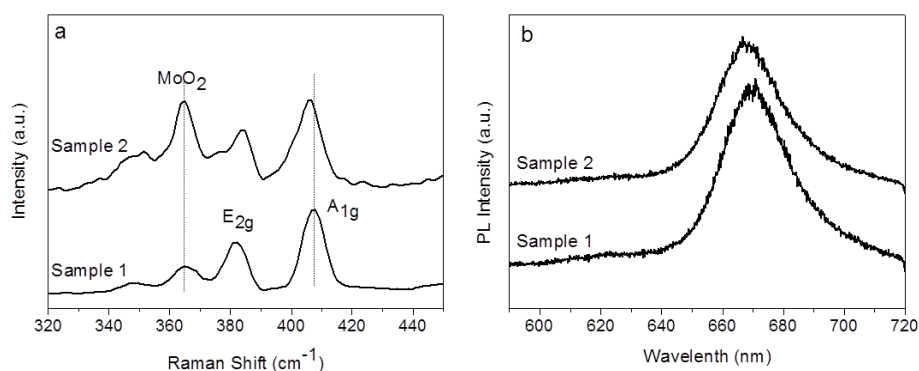 a
MoO2
Sample 2
E2g
A1g
Sample 1
Intensity (a.u.)
320 340 360 380 400 420 440
Raman Shift (cm-1)
b
Sample 2
Sample 1
PL Intensity (a.u.)
600 620 640 660 680 700 720
Wavelenth (nm)